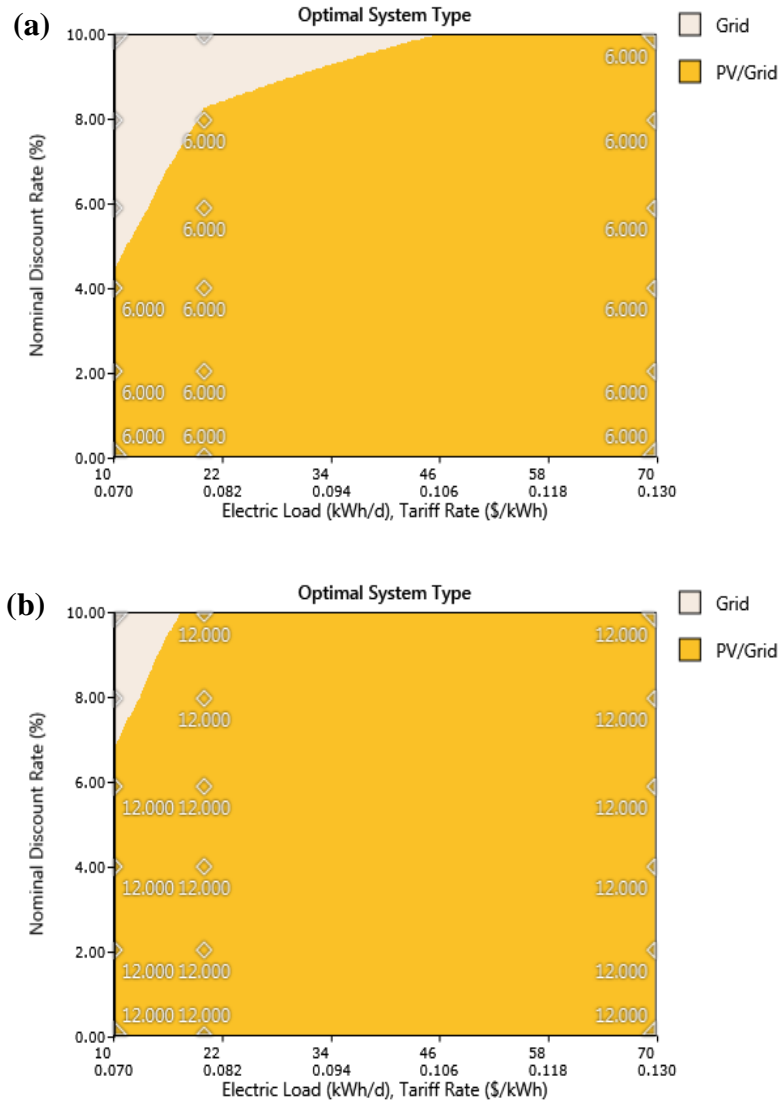 (a)
Optimal System Type
Grid
PV/Grid
Nominal Discount Rate (%)
10.00
8.00
6.00
4.00
2.00
0.00
6.000
6.000 6.000
6.000 6.000
6.000 6.000 6.000
6.000 6.000 6.000
6.000 6.000 6.000
10 22 34 46 58 70
0.070 0.082 0.094 0.106 0.118 0.130
Electric Load (kWh/d), Tariff Rate ($/kWh)
(b)
Optimal System Type
Grid
PV/Grid
Nominal Discount Rate (%)
10.00
8.00
6.00
4.00
2.00
0.00
12.000 12.000
12.000 12.000
12.000 12.000 12.000
12.000 12.000 12.000
12.000 12.000 12.000
12.000 12.000 12.000
10 22 34 46 58 70
0.070 0.082 0.094 0.106 0.118 0.130
Electric Load (kWh/d), Tariff Rate ($/kWh)